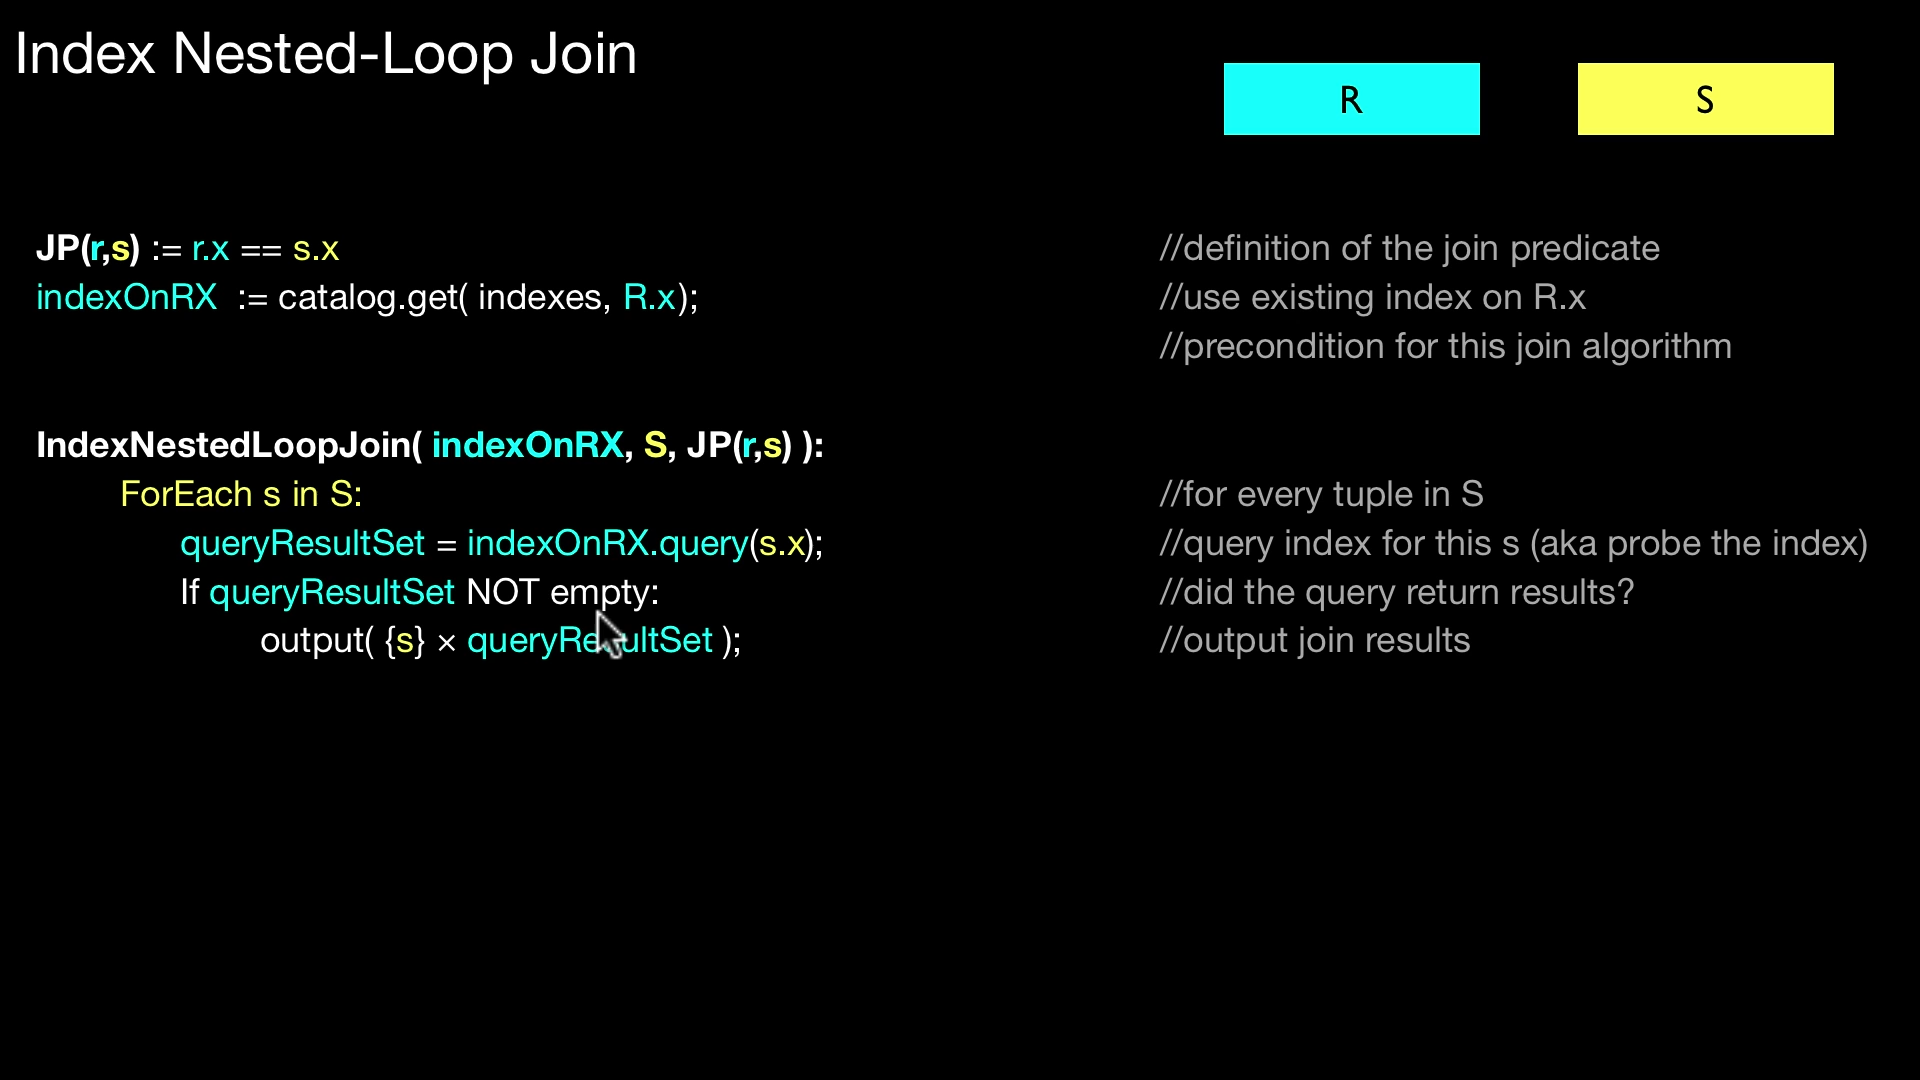 Index Nested-Loop Join
R
S
JP(r,s) := r.x == s.x
//definition of the join predicate
indexOnRX := catalog.get( indexes, R.x);
//use existing index on R.x
//precondition for this join algorithm
IndexNestedLoopJoin( indexOnRX, S, JP(r,s) ):
ForEach s in S:
//for every tuple in S
queryResultSet = indexOnRX.query(s.x);
//query index for this s (aka probe the index)
If queryResultSet NOT empty:
//did the query return results?
output( {s} × queryResultSet );
//output join results